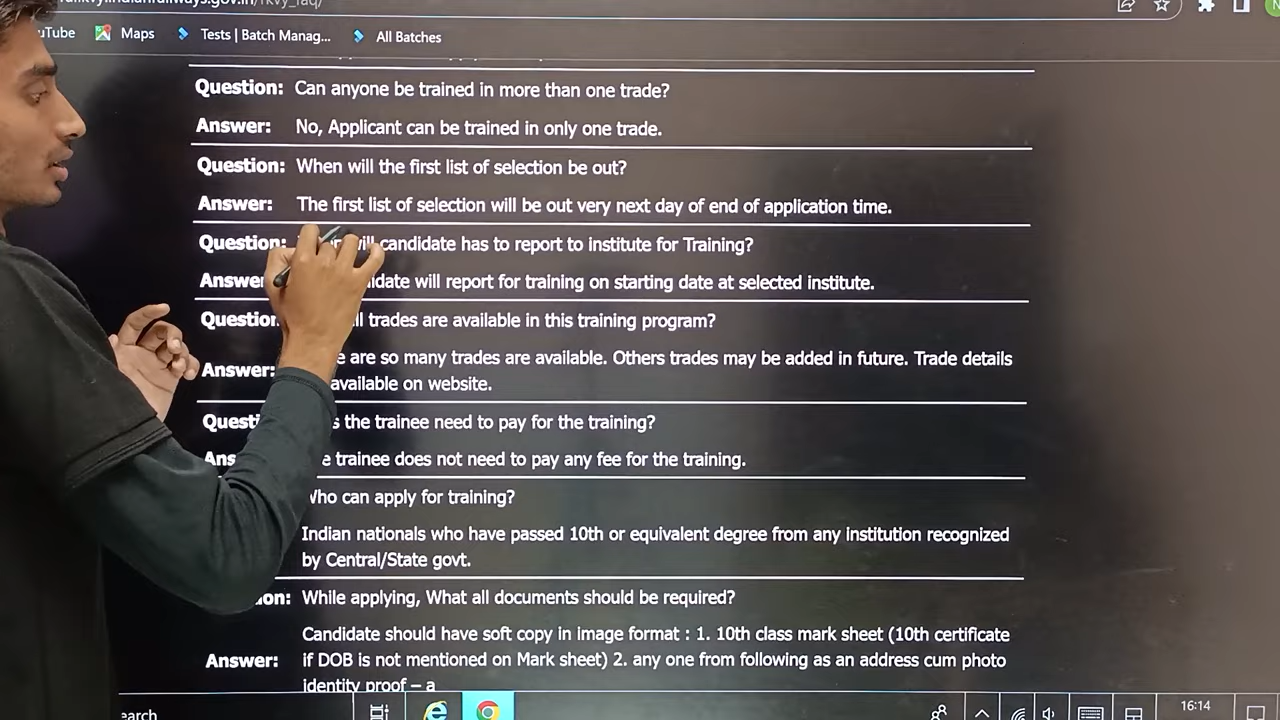 Maps
Tests | Batch Manag...
All Batches
Question: Can anyone be trained in more than one trade?
Answer: No, Applicant can be trained in only one trade.
Question: When will the first list of selection be out?
Answer: The first list of selection will be out very next day of end of application time.
Question: will candidate has to report to institute for Training?
will report for training on starting date at selected institute.
trades are available in this training program?
are so many trades are available. Others trades may be added in future. Trade details
Answer:
available on website.
the trainee need to pay for the training?
trainee does not need to pay any fee for the training.
Who can apply for training?
Indian nationals who have passed 10th or equivalent degree from any institution recognized
by Central/State govt.
While applying, What all documents should be required?
Candidate should have soft copy in image format : 1. 10th class mark sheet (10th certificate
Answer: if DOB is not mentioned on Mark sheet) 2. any one from following as an address cum photo
identity proof – a
16:14